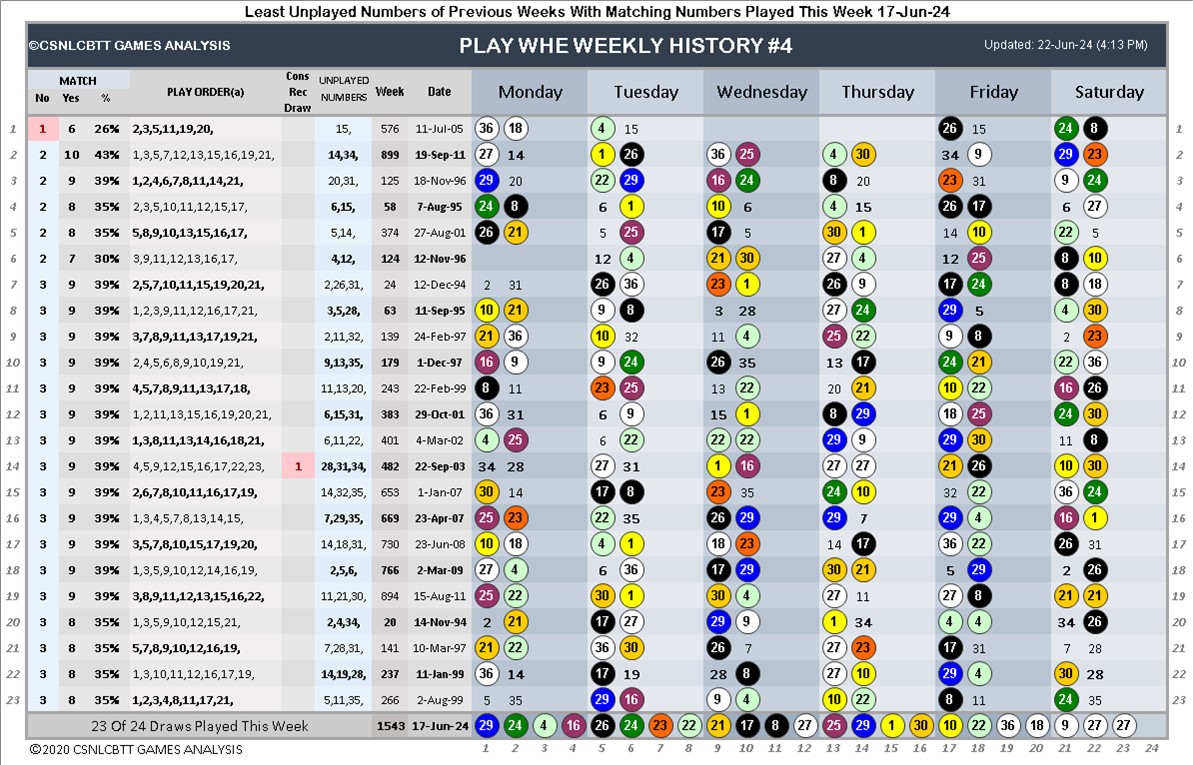 Least Unplayed Numbers of Previous Weeks With Matching Numbers Played This Week 17-Jun-24
©CSNLCBTT GAMES ANALYSIS PLAY WHE WEEKLY HISTORY #4 Updated: 22-Jun-24 (4:13 PM)
MATCH
No Yes % PLAY ORDER(a) Cons Rec Draw UNPLAYED NUMBERS Week Date Monday Tuesday Wednesday Thursday Friday Saturday
1 1 6 26% 2,3,5,11,19,20, 15, 576 11-Jul-05 36 18 4 15 26 15 24 8 1
2 2 10 43% 1,3,5,7,12,13,15,16,19,21, 14,34, 893 19-Sep-11 27 14 1 26 36 25 4 30 34 9 29 23 2
3 2 9 39% 1,2,4,6,7,8,11,14,21, 20,31, 125 18-Nov-96 29 20 22 29 16 24 8 20 23 31 9 24 3
4 2 8 35% 2,3,5,10,11,12,15,17, 6,15, 58 7-Aug-95 24 8 6 1 10 6 4 15 26 17 6 27 4
5 2 8 35% 5,8,9,10,13,15,16,17, 5,14, 374 27-Aug-01 26 21 5 25 17 5 30 1 14 10 22 5 5
6 2 7 30% 3,9,11,12,13,16,17, 4,12, 124 12-Nov-96 12 4 21 30 27 4 12 25 8 10 6
7 3 9 39% 2,5,7,10,11,15,19,20,21, 2,26,31, 24 12-Dec-94 2 31 26 36 23 1 26 9 17 24 8 18 7
8 3 9 39% 1,2,3,9,11,12,16,17,21, 3,5,28, 63 11-Sep-95 10 21 9 8 3 28 27 24 29 5 4 30 8
9 3 9 39% 3,7,8,9,11,13,17,19,21, 2,11,32, 139 24-Feb-97 21 36 10 32 11 4 25 22 9 8 2 23 9
10 3 9 39% 2,4,5,6,8,9,10,19,21, 9,13,35, 179 1-Dec-97 16 9 9 24 26 35 13 17 24 21 22 36 10
11 3 9 39% 4,5,7,8,9,11,13,17,18, 11,13,20, 243 22-Feb-99 8 11 23 25 13 22 20 21 10 22 16 26 11
12 3 9 39% 1,2,11,13,15,16,19,20,21, 6,15,31, 383 29-Oct-01 36 31 6 9 15 1 8 29 18 25 24 30 12
13 3 9 39% 1,3,8,11,13,14,16,18,21, 6,11,22, 401 4-Mar-02 4 25 6 22 22 22 29 9 29 30 11 8 13
14 3 9 39% 4,5,9,12,15,16,17,22,23, 1 28,31,34, 482 22-Sep-03 34 28 27 31 1 16 27 27 21 26 10 30 14
15 3 9 39% 2,6,7,8,10,11,16,17,19, 14,32,35, 653 1-Jan-07 30 14 17 8 23 35 24 10 32 22 36 24 15
16 3 9 39% 1,3,4,5,7,8,13,14,15, 7,29,35, 669 23-Apr-07 25 23 22 35 26 29 29 7 29 4 16 1 16
17 3 9 39% 3,5,7,8,10,15,17,19,20, 14,18,31, 730 23-Jun-08 10 18 4 1 18 23 14 17 36 22 26 31 17
18 3 9 39% 1,3,5,9,10,12,14,16,19, 2,5,6, 766 2-Mar-09 27 4 6 36 17 29 30 21 5 29 2 26 18
19 3 9 39% 3,8,9,11,12,13,15,16,22, 11,21,30, 894 15-Aug-11 25 22 30 1 30 4 27 11 27 8 21 21 19
20 3 8 35% 1,3,5,9,10,12,15,21, 2,4,34, 20 14-Nov-94 2 21 17 27 29 9 1 34 4 4 34 26 20
21 3 8 35% 5,7,8,9,10,12,16,19, 7,28,31, 141 10-Mar-97 21 22 36 30 26 7 27 23 17 31 7 28 21
22 3 8 35% 1,3,10,11,12,16,17,19, 14,19,28, 237 11-Jan-99 36 14 17 19 28 8 27 10 29 4 30 28 22
23 3 8 35% 1,2,3,4,8,11,17,21, 5,11,35, 266 2-Aug-99 5 35 29 16 9 4 10 22 8 11 24 35 23
23 Of 24 Draws Played This Week 1543 17-Jun-24 29 24 4 16 26 24 23 22 21 17 8 27 25 29 1 30 10 22 36 18 9 27 27
©2020 CSNLCBTT GAMES ANALYSIS 1 2 3 4 5 6 7 8 9 10 11 12 13 14 15 16 17 18 19 20 21 22 23 24